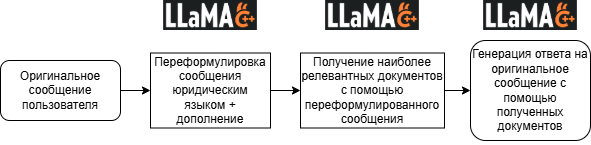 LLaMA C++
LLaMA C++
LLaMA C++
Оригинальное
сообщение
пользователя
Переформулировка
сообщения
юридическим
языком +
дополнение
Получение наиболее
релевантных документов
с помощью
переформулированного
сообщения
Генерация ответа на
оригинальное
сообщение с
помощью
полученных
документов